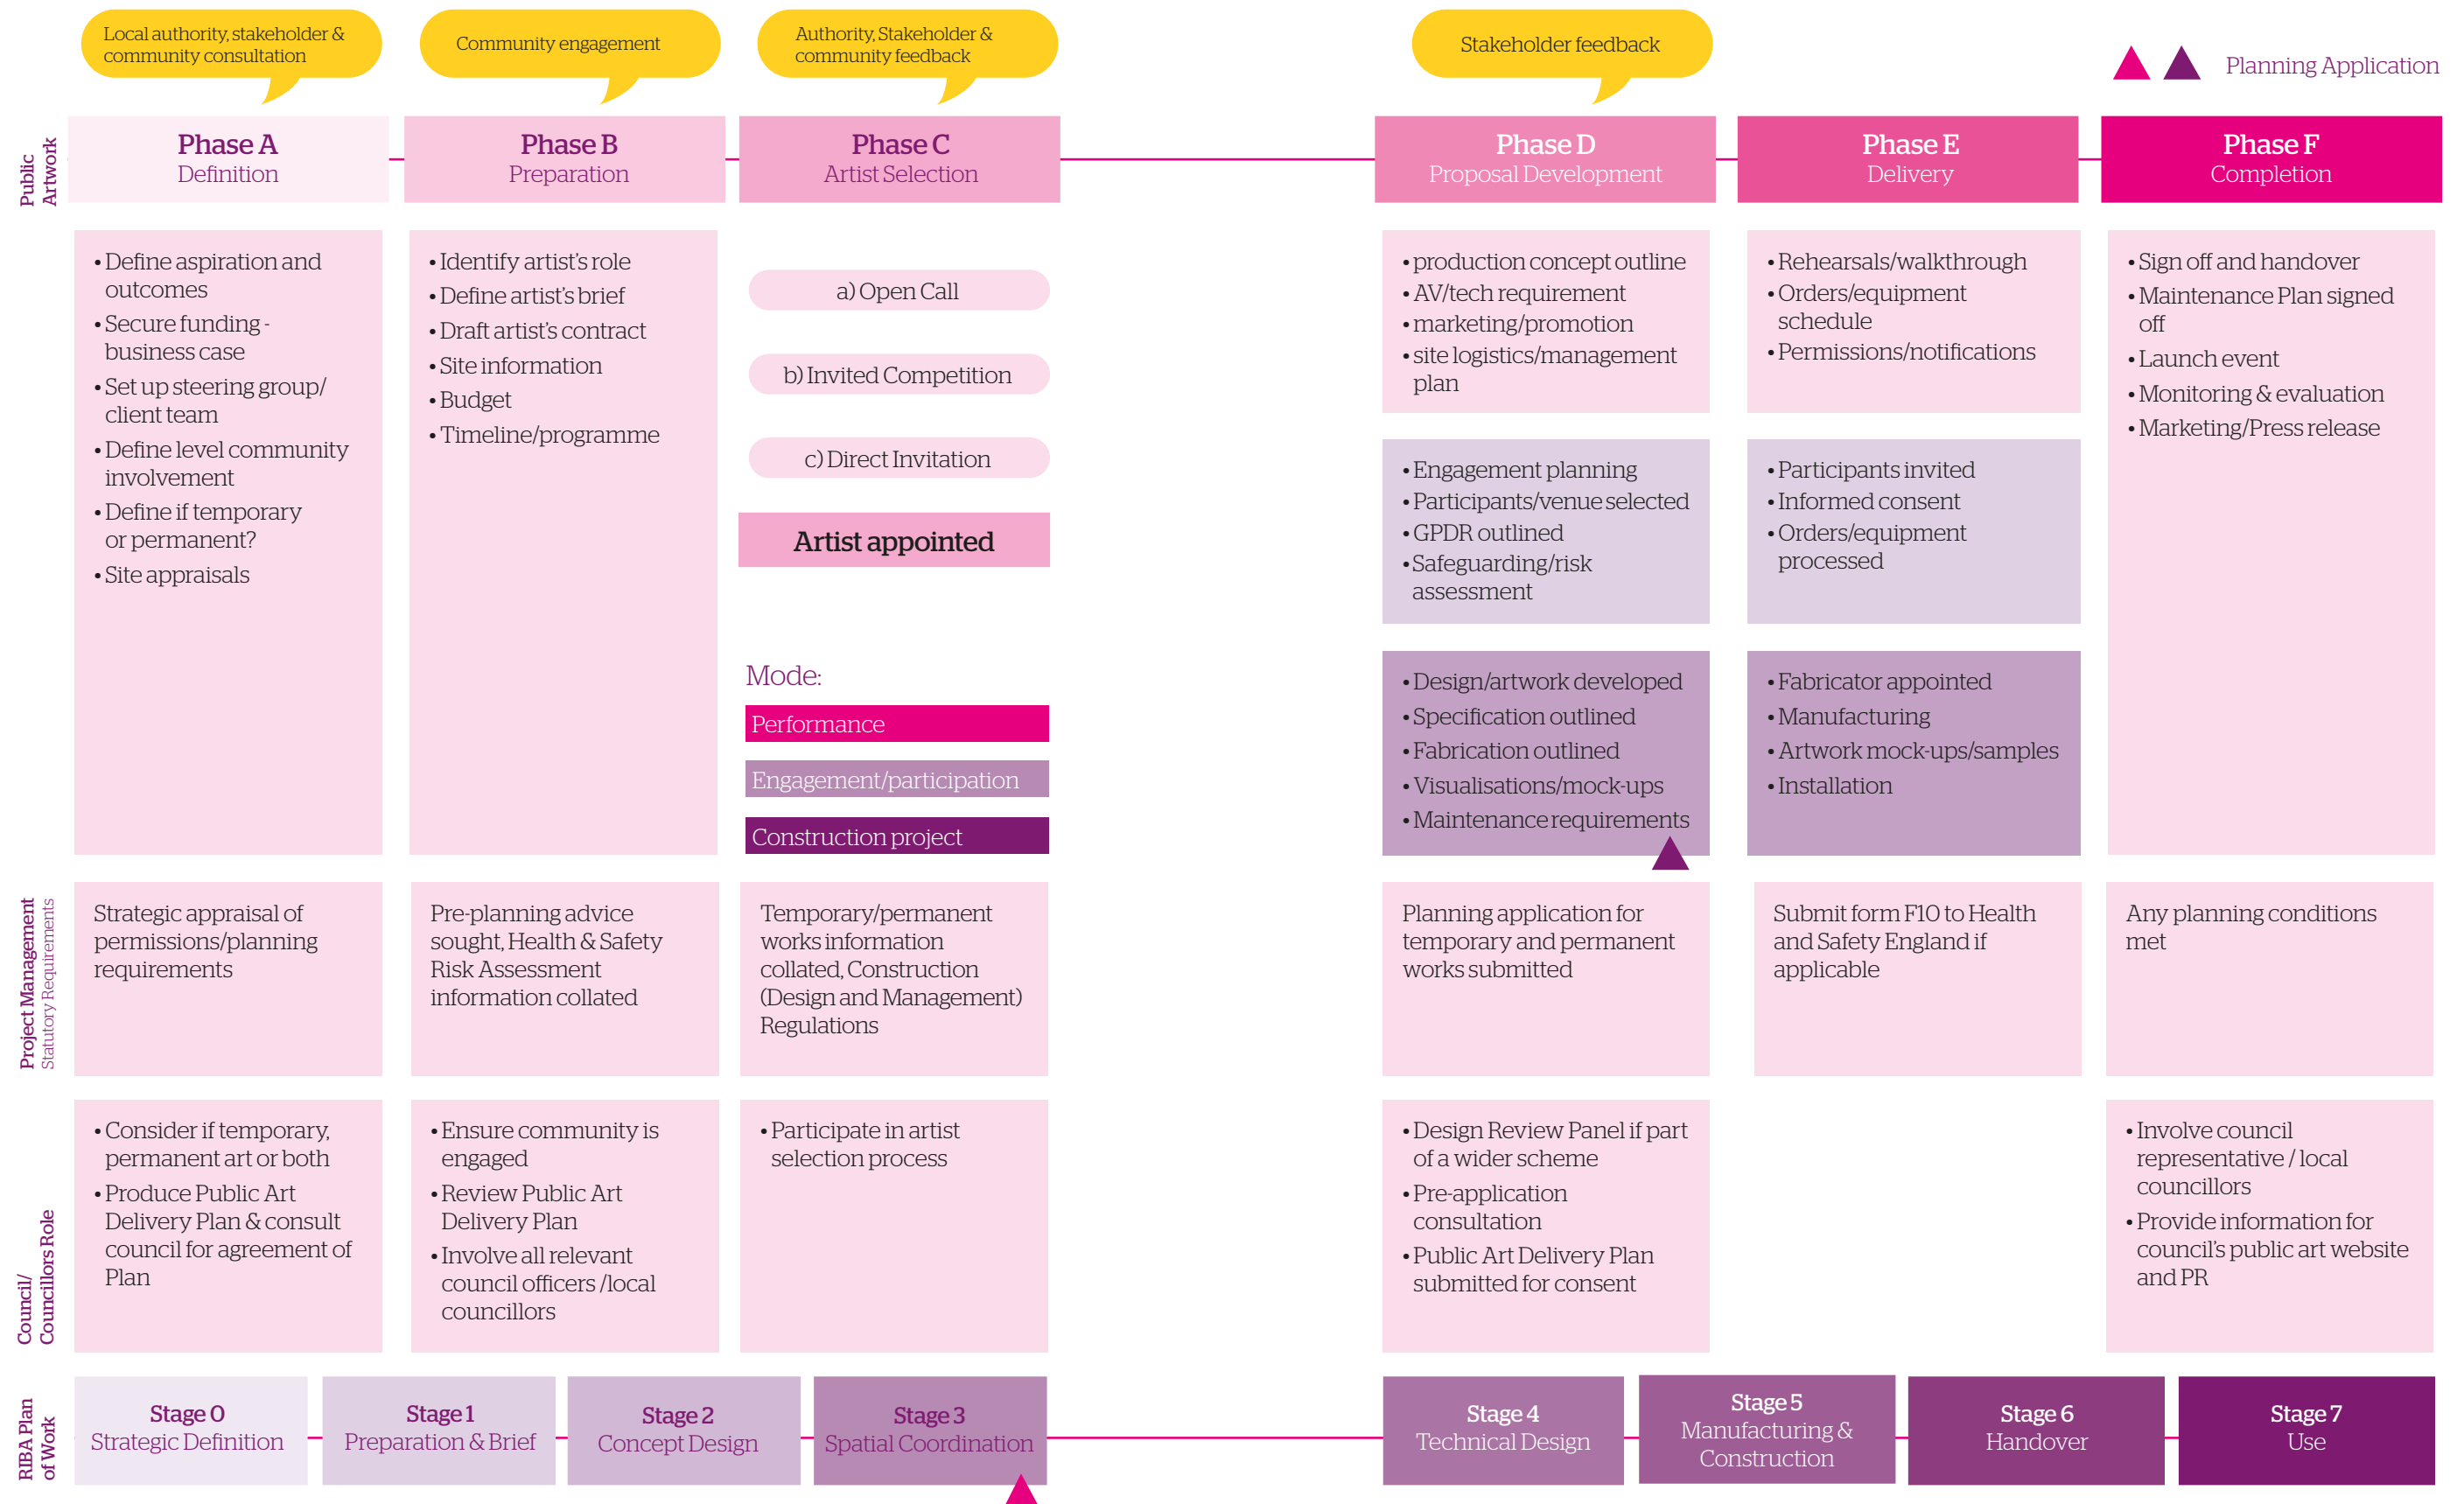 Local authority, stakeholder &
community consultation
Community engagement
Authority, Stakeholder &
community feedback
Stakeholder feedback
Planning Application
Public
Artwork
Phase A
Definition
Phase B
Preparation
Phase C
Artist Selection
Phase D
Proposal Development
Phase E
Delivery
Phase F
Completion
• Define aspiration and
outcomes
• Secure funding -
business case
• Set up steering group/
client team
• Define level community
involvement
• Define if temporary
or permanent?
• Site appraisals
• Identify artist's role
• Define artist's brief
• Draft artist's contract
• Site information
• Budget
• Timeline/programme
a) Open Call
b) Invited Competition
c) Direct Invitation
Artist appointed
Mode:
Performance
Engagement/participation
Construction project
• production concept outline
• AV/tech requirement
• marketing/promotion
• site logistics/management
plan
• Engagement planning
• Participants/venue selected
• GPDR outlined
• Safeguarding/risk
assessment
• Design/artwork developed
• Specification outlined
• Fabrication outlined
• Visualisations/mock-ups
• Maintenance requirements
• Rehearsals/walkthrough
• Orders/equipment
schedule
• Permissions/notifications
• Participants invited
• Informed consent
• Orders/equipment
processed
• Fabricator appointed
• Manufacturing
• Artwork mock-ups/samples
• Installation
• Sign off and handover
• Maintenance Plan signed
off
• Launch event
• Monitoring & evaluation
• Marketing/Press release
Project Management
Statutory Requirements
Strategic appraisal of
permissions/planning
requirements
Pre-planning advice
sought, Health & Safety
Risk Assessment
information collated
Temporary/permanent
works information
collated, Construction
(Design and Management)
Regulations
Planning application for
temporary and permanent
works submitted
Submit form F10 to Health
and Safety England if
applicable
Any planning conditions
met
Council/
Councillors Role
• Consider if temporary,
permanent art or both
• Produce Public Art
Delivery Plan & consult
council for agreement of
Plan
• Ensure community is
engaged
• Review Public Art
Delivery Plan
• Involve all relevant
council officers /local
councillors
• Participate in artist
selection process
• Design Review Panel if part
of a wider scheme
• Pre-application
consultation
• Public Art Delivery Plan
submitted for consent
• Involve council
representative / local
councillors
• Provide information for
council's public art website
and PR
RIBA Plan
of Work
Stage 0
Strategic Definition
Stage 1
Preparation & Brief
Stage 2
Concept Design
Stage 3
Spatial Coordination
Stage 4
Technical Design
Stage 5
Manufacturing &
Construction
Stage 6
Handover
Stage 7
Use